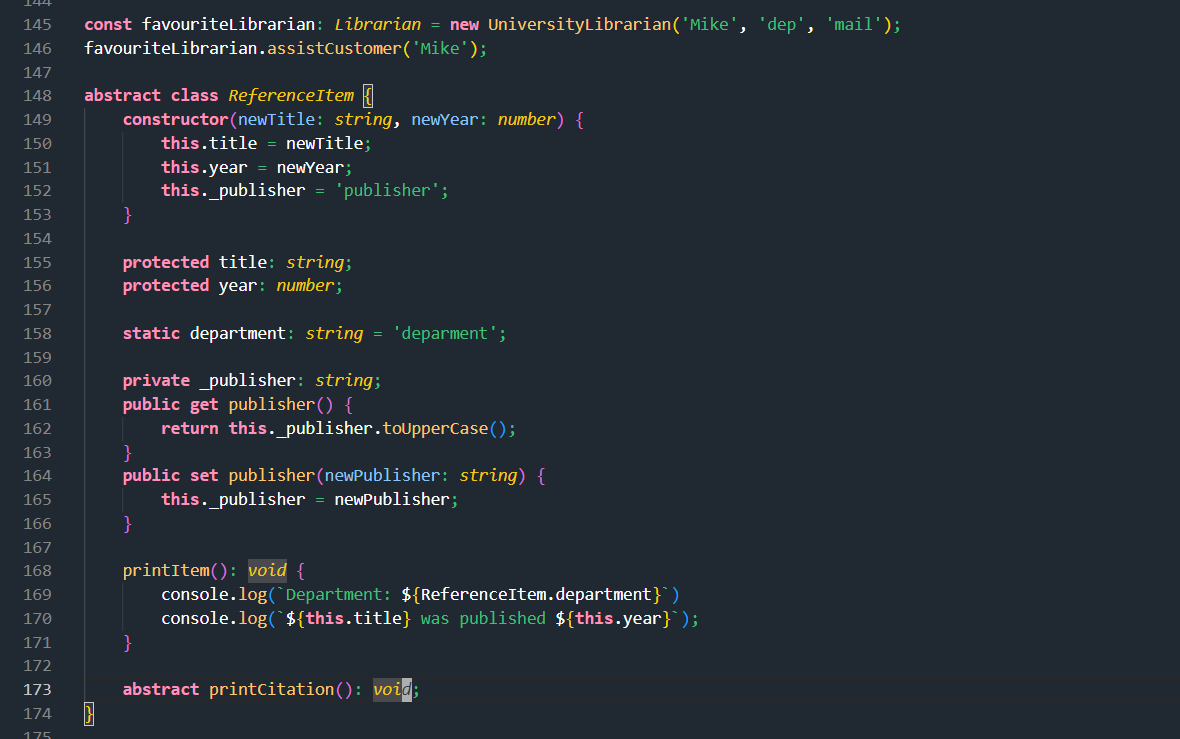 144
145 const favouriteLibrarian: Librarian = new UniversityLibrarian('Mike', 'dep', 'mail');
146 favouriteLibrarian.assistCustomer('Mike');
147
148 abstract class ReferenceItem {
149     constructor(newTitle: string, newYear: number) {
150         this.title = newTitle;
151         this.year = newYear;
152         this._publisher = 'publisher';
153     }
154
155     protected title: string;
156     protected year: number;
157
158     static department: string = 'deparment';
159
160     private _publisher: string;
161     public get publisher() {
162         return this._publisher.toUpperCase();
163     }
164     public set publisher(newPublisher: string) {
165         this._publisher = newPublisher;
166     }
167
168     printItem(): void {
169         console.log(`Department: ${ReferenceItem.department}`)
170         console.log(`${this.title} was published ${this.year}`);
171     }
172
173     abstract printCitation(): void;
174 }
175